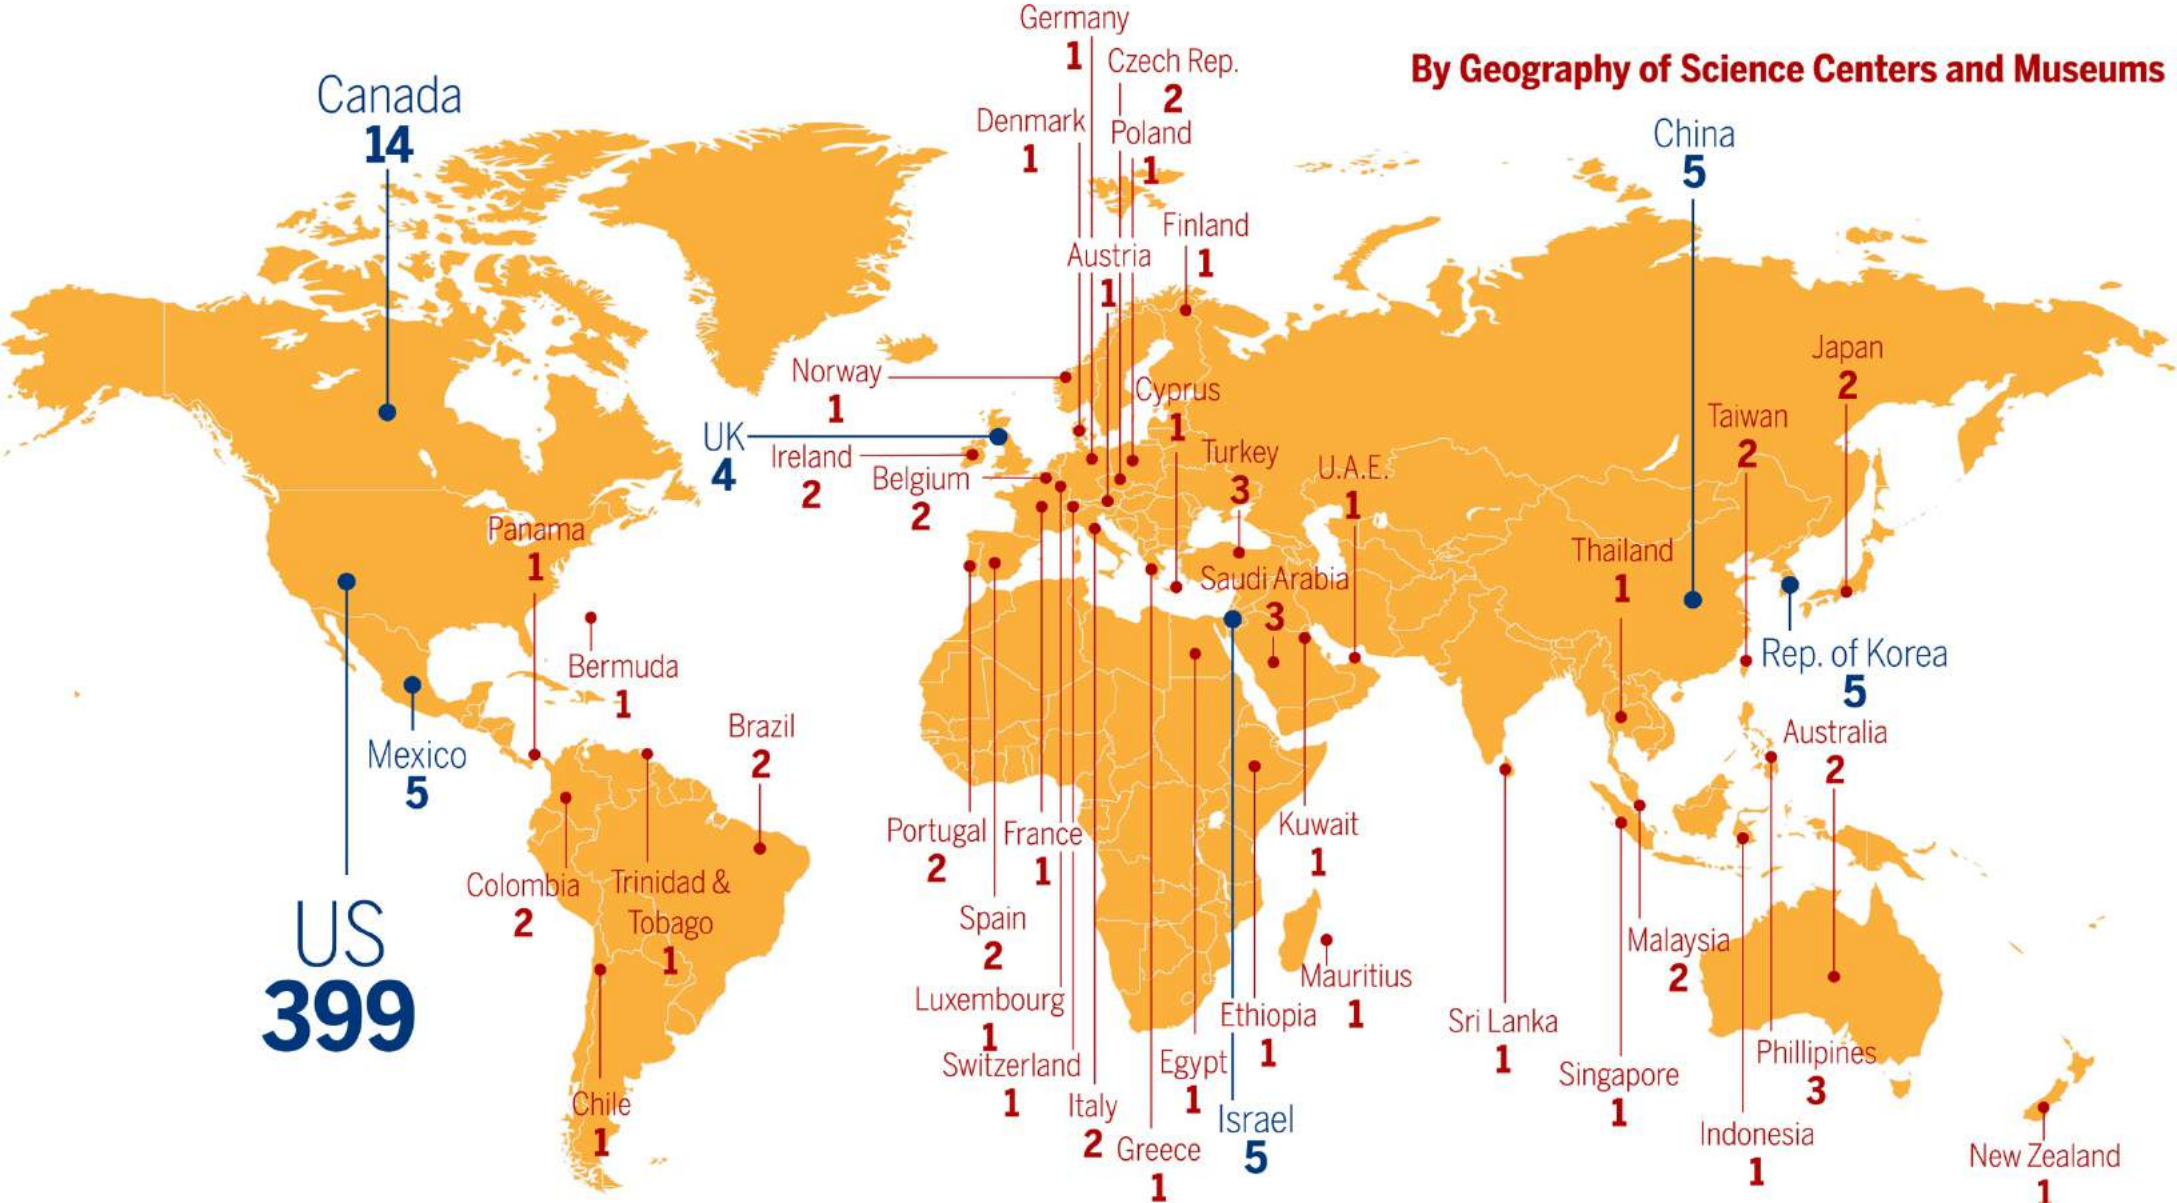 By Geography of Science Centers and Museums
Germany
1
Czech Rep.
2
Denmark
1
Poland
1
Canada
14
China
5
Finland
1
Austria
1
Norway
1
Japan
2
Cyprus
1
Taiwan
2
UK
4
Ireland
2
Belgium
2
Turkey
3
U.A.E.
1
Panama
1
Thailand
1
Saudi Arabia
3
Bermuda
1
Rep. of Korea
5
Mexico
5
Brazil
2
Australia
2
Portugal
2
France
1
Kuwait
1
Colombia
2
Trinidad &
Tobago
1
US
399
Spain
2
Malaysia
2
Mauritius
1
Luxembourg
1
Ethiopia
1
Sri Lanka
1
Switzerland
1
Egypt
1
Phillipines
3
Singapore
1
Chile
1
Italy
2
Israel
5
Greece
1
Indonesia
1
New Zealand
1